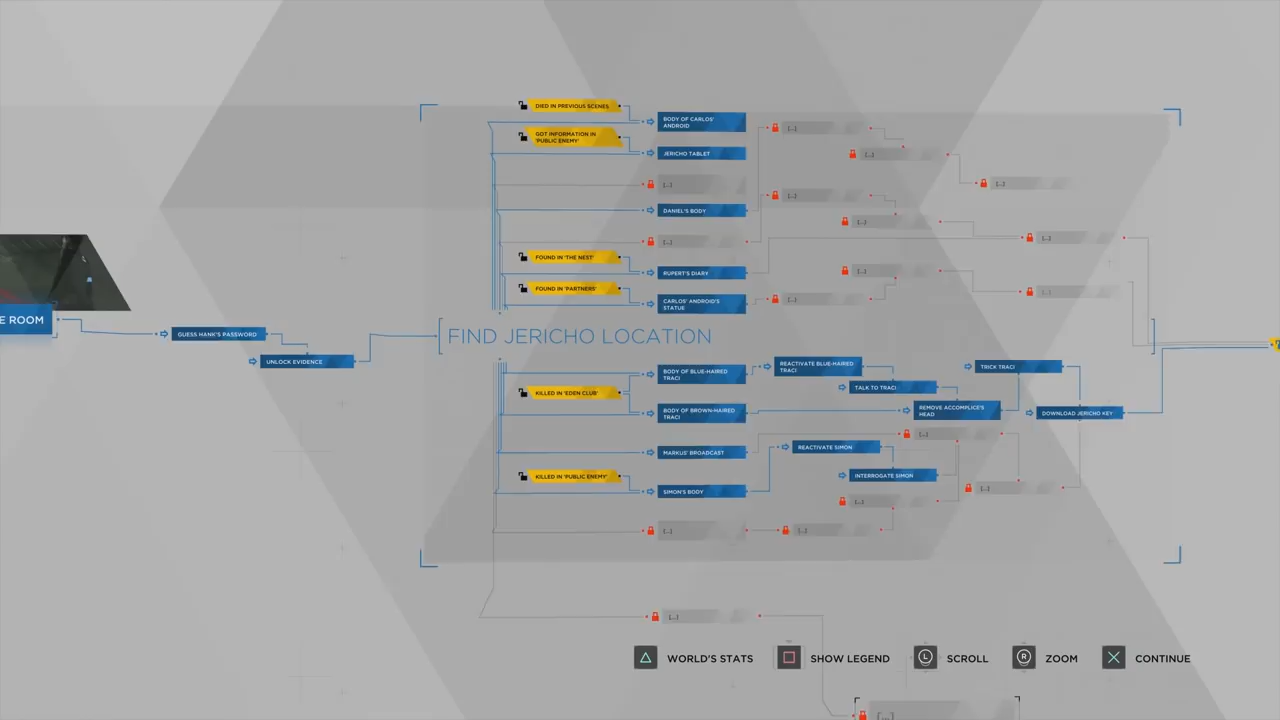 DIED IN PREVIOUS SCENES
BODY OF CARLOS'
ANDROID
[...]
GOT INFORMATION IN
'PUBLIC ENEMY'
JERICHO TABLET
[...]
[...]
[...]
[...]
DANIEL'S BODY
[...]
[...]
[...]
FOUND IN 'THE NEST'
RUPERT'S DIARY
[...]
FOUND IN 'PARTNERS'
CARLOS' ANDROID'S
STATUE
[...]
[...]
E ROOM
GUESS HANK'S PASSWORD
UNLOCK EVIDENCE
FIND JERICHO LOCATION
BODY OF BLUE-HAIRED
TRACI
REACTIVATE BLUE-HAIRED
TRACI
TRICK TRACI
KILLED IN 'EDEN CLUB'
TALK TO TRACI
BODY OF BROWN-HAIRED
TRACI
REMOVE ACCOMPLICE'S
HEAD
DOWNLOAD JERICHO KEY
[...]
MARKUS' BROADCAST
REACTIVATE SIMON
KILLED IN 'PUBLIC ENEMY'
INTERROGATE SIMON
SIMON'S BODY
[...]
[...]
[...]
[...]
[...]
WORLD'S STATS
SHOW LEGEND
L
SCROLL
R
ZOOM
CONTINUE
[...]